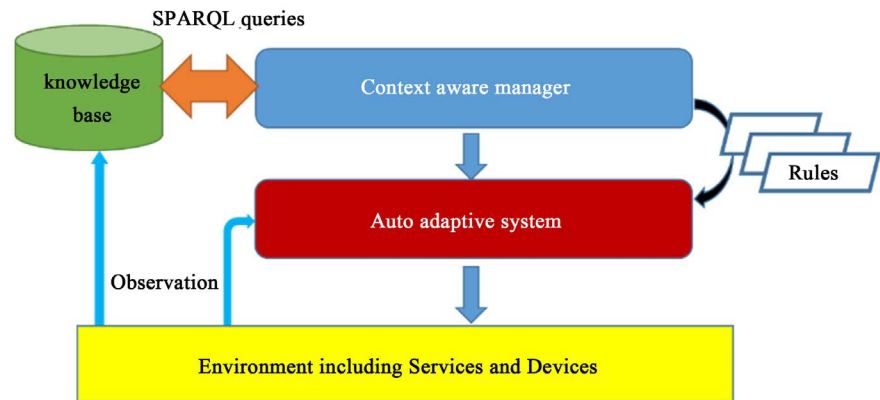 SPARQL queries
knowledge
base
Context aware manager
Rules
Auto adaptive system
Observation
Environment including Services and Devices